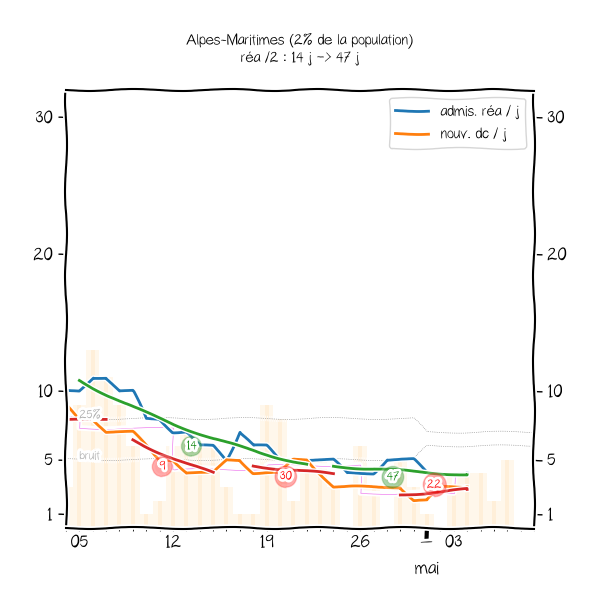 Alpes-Maritimes (2% de la population)
réa /2 : 14 j -> 47 j
admis. réa / j
nouv. dc / j
30 30
20 20
10 10
25%
14
bruit
5 5
9
30
47
22
1 1
05 12 19 26 03
mai